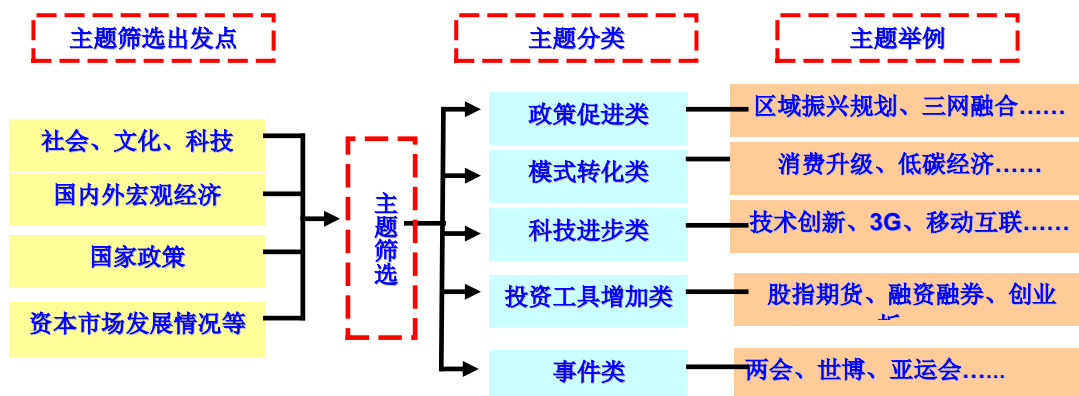 主题筛选出发点
主题分类
主题举例
社会、文化、科技
国内外宏观经济
国家政策
资本市场发展情况等
主题筛选
政策促进类
模式转化类
科技进步类
投资工具增加类
事件类
区域振兴规划、三网融合……
消费升级、低碳经济……
技术创新、3G、移动互联……
股指期货、融资融券、创业
两会、世博、亚运会……